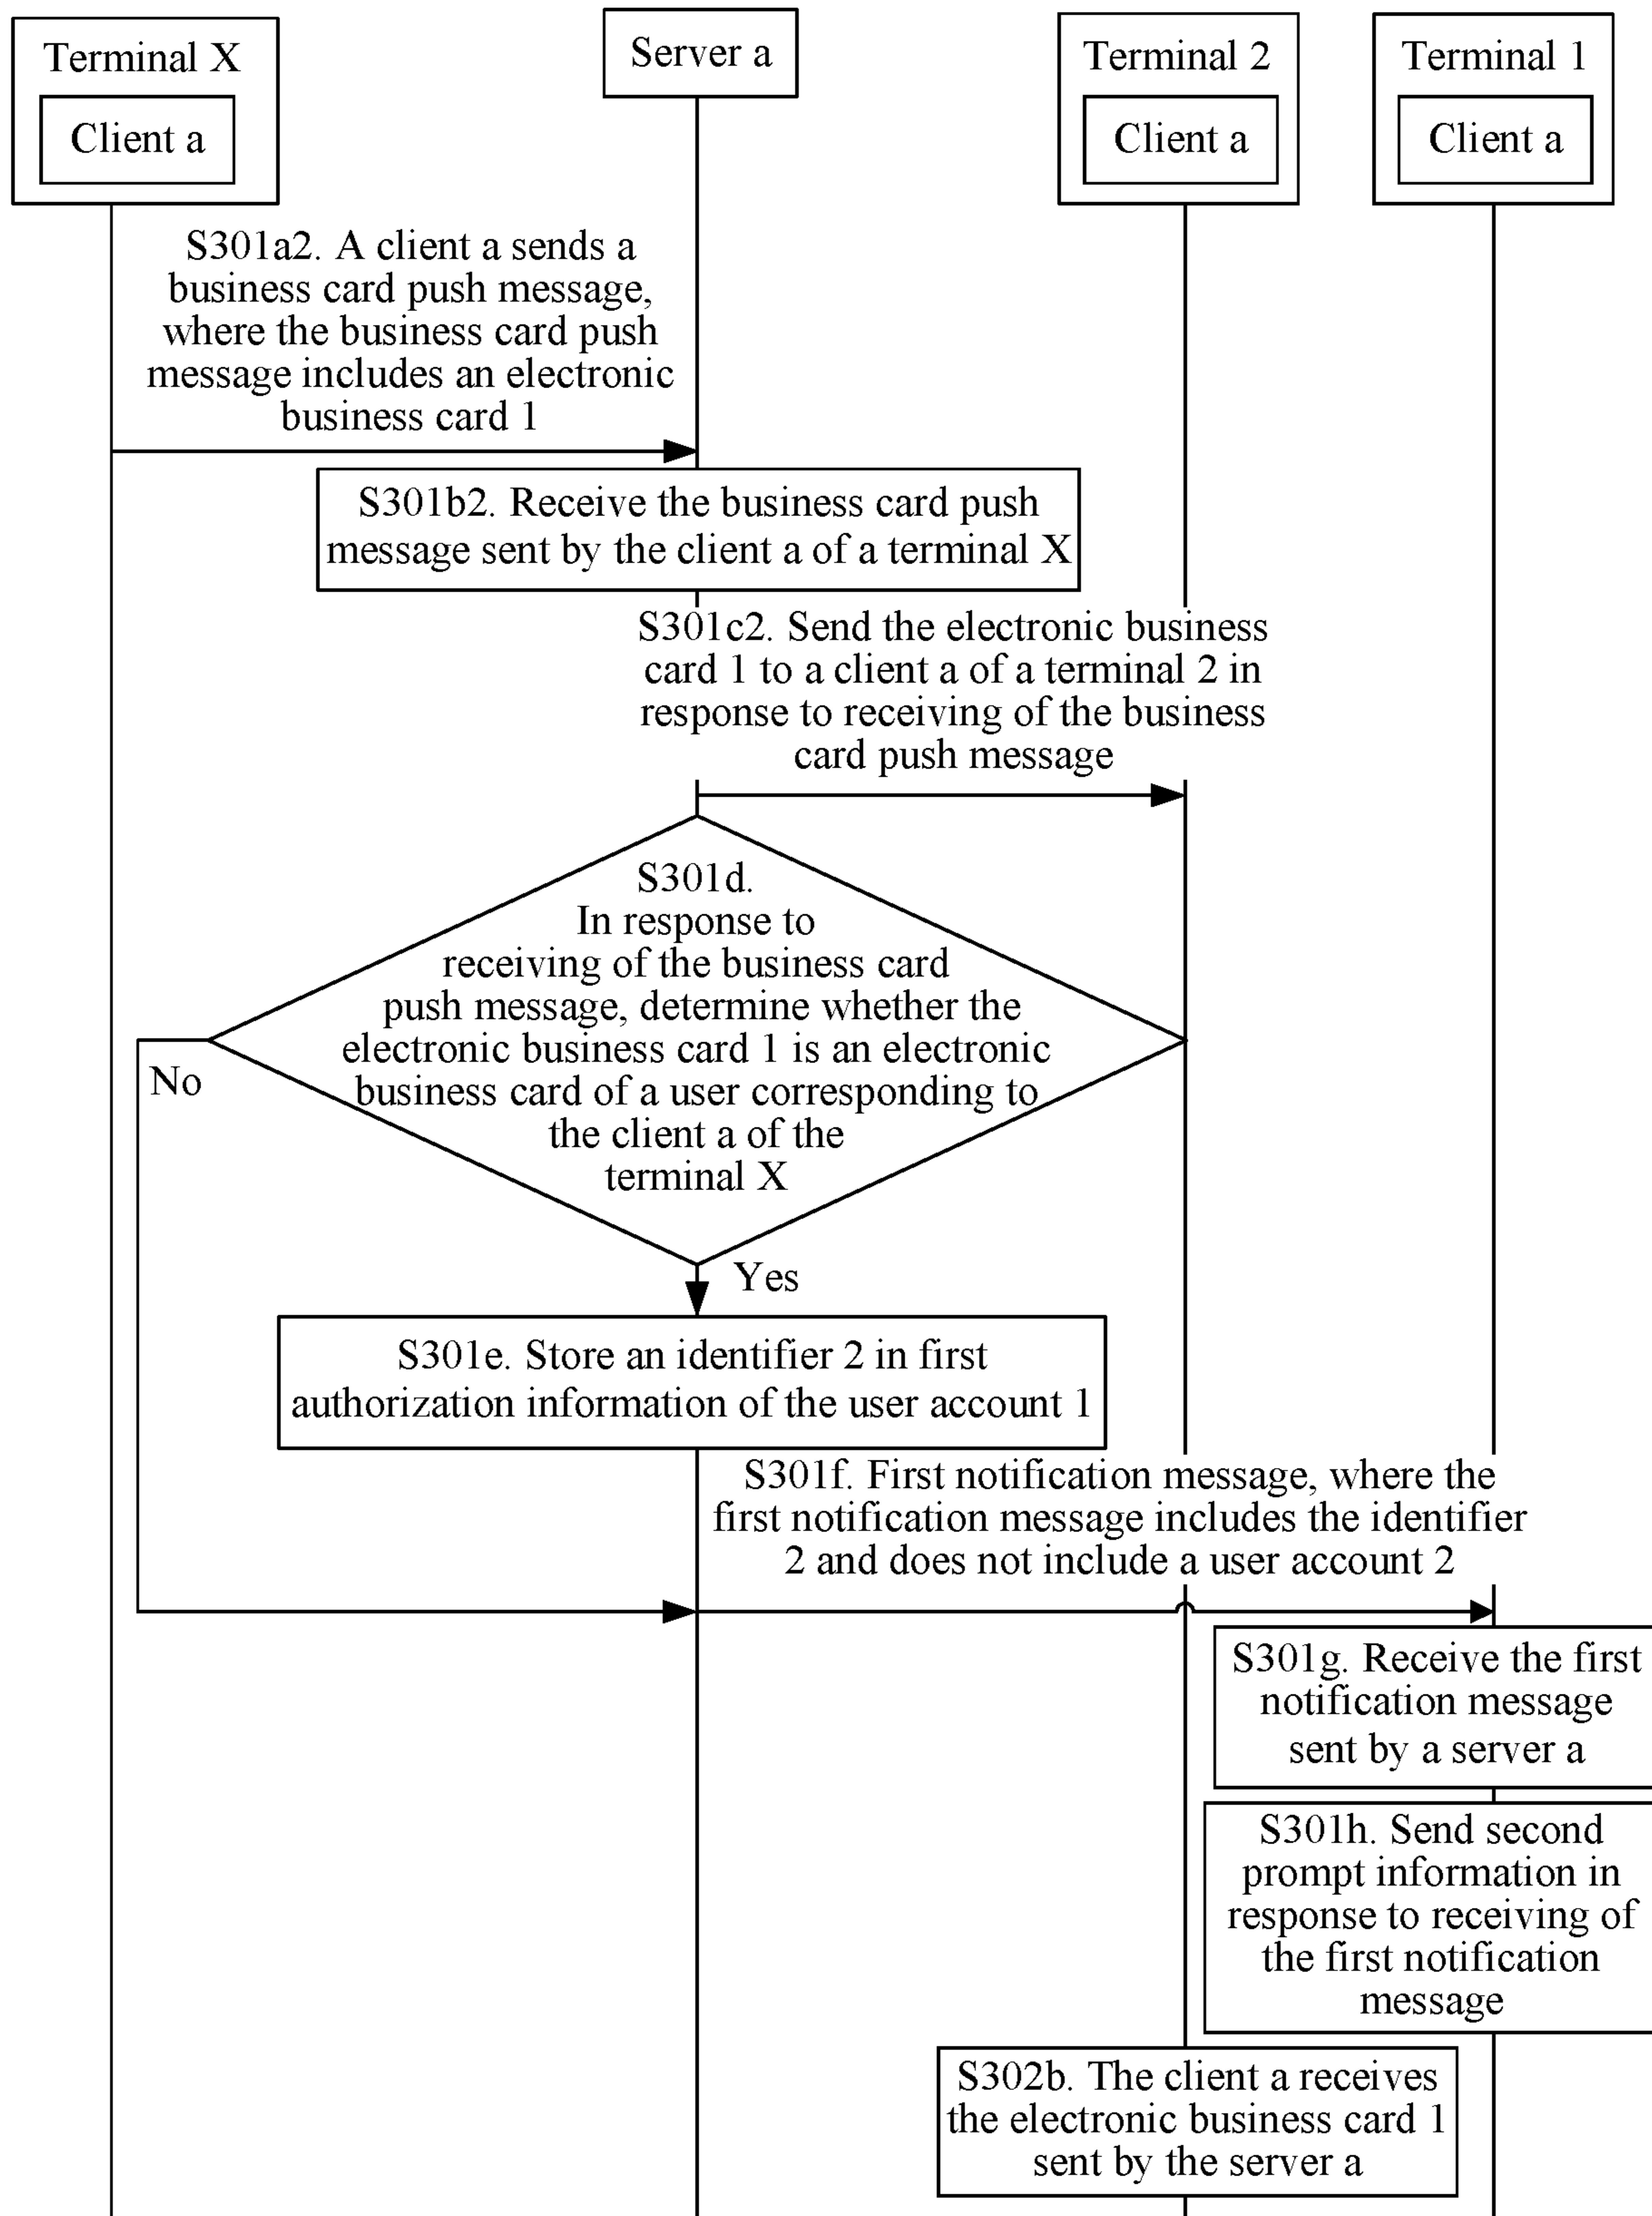 Terminal X
Client a
Server a
Terminal 2
Client a
Terminal 1
Client a
S301a2. A client a sends a
business card push message,
where the business card push
message includes an electronic
business card 1
S301b2. Receive the business card push
message sent by the client a of a terminal X
S301c2. Send the electronic business
card 1 to a client a of a terminal 2 in
response to receiving of the business
card push message
S301d.
In response to
receiving of the business card
push message, determine whether the
electronic business card 1 is an electronic
business card of a user corresponding to
the client a of the
terminal X
No
Yes
S301e. Store an identifier 2 in first
authorization information of the user account 1
S301f. First notification message, where the
first notification message includes the identifier
2 and does not include a user account 2
S301g. Receive the first
notification message
sent by a server a
S301h. Send second
prompt information in
response to receiving of
the first notification
message
S302b. The client a receives
the electronic business card 1
sent by the server a